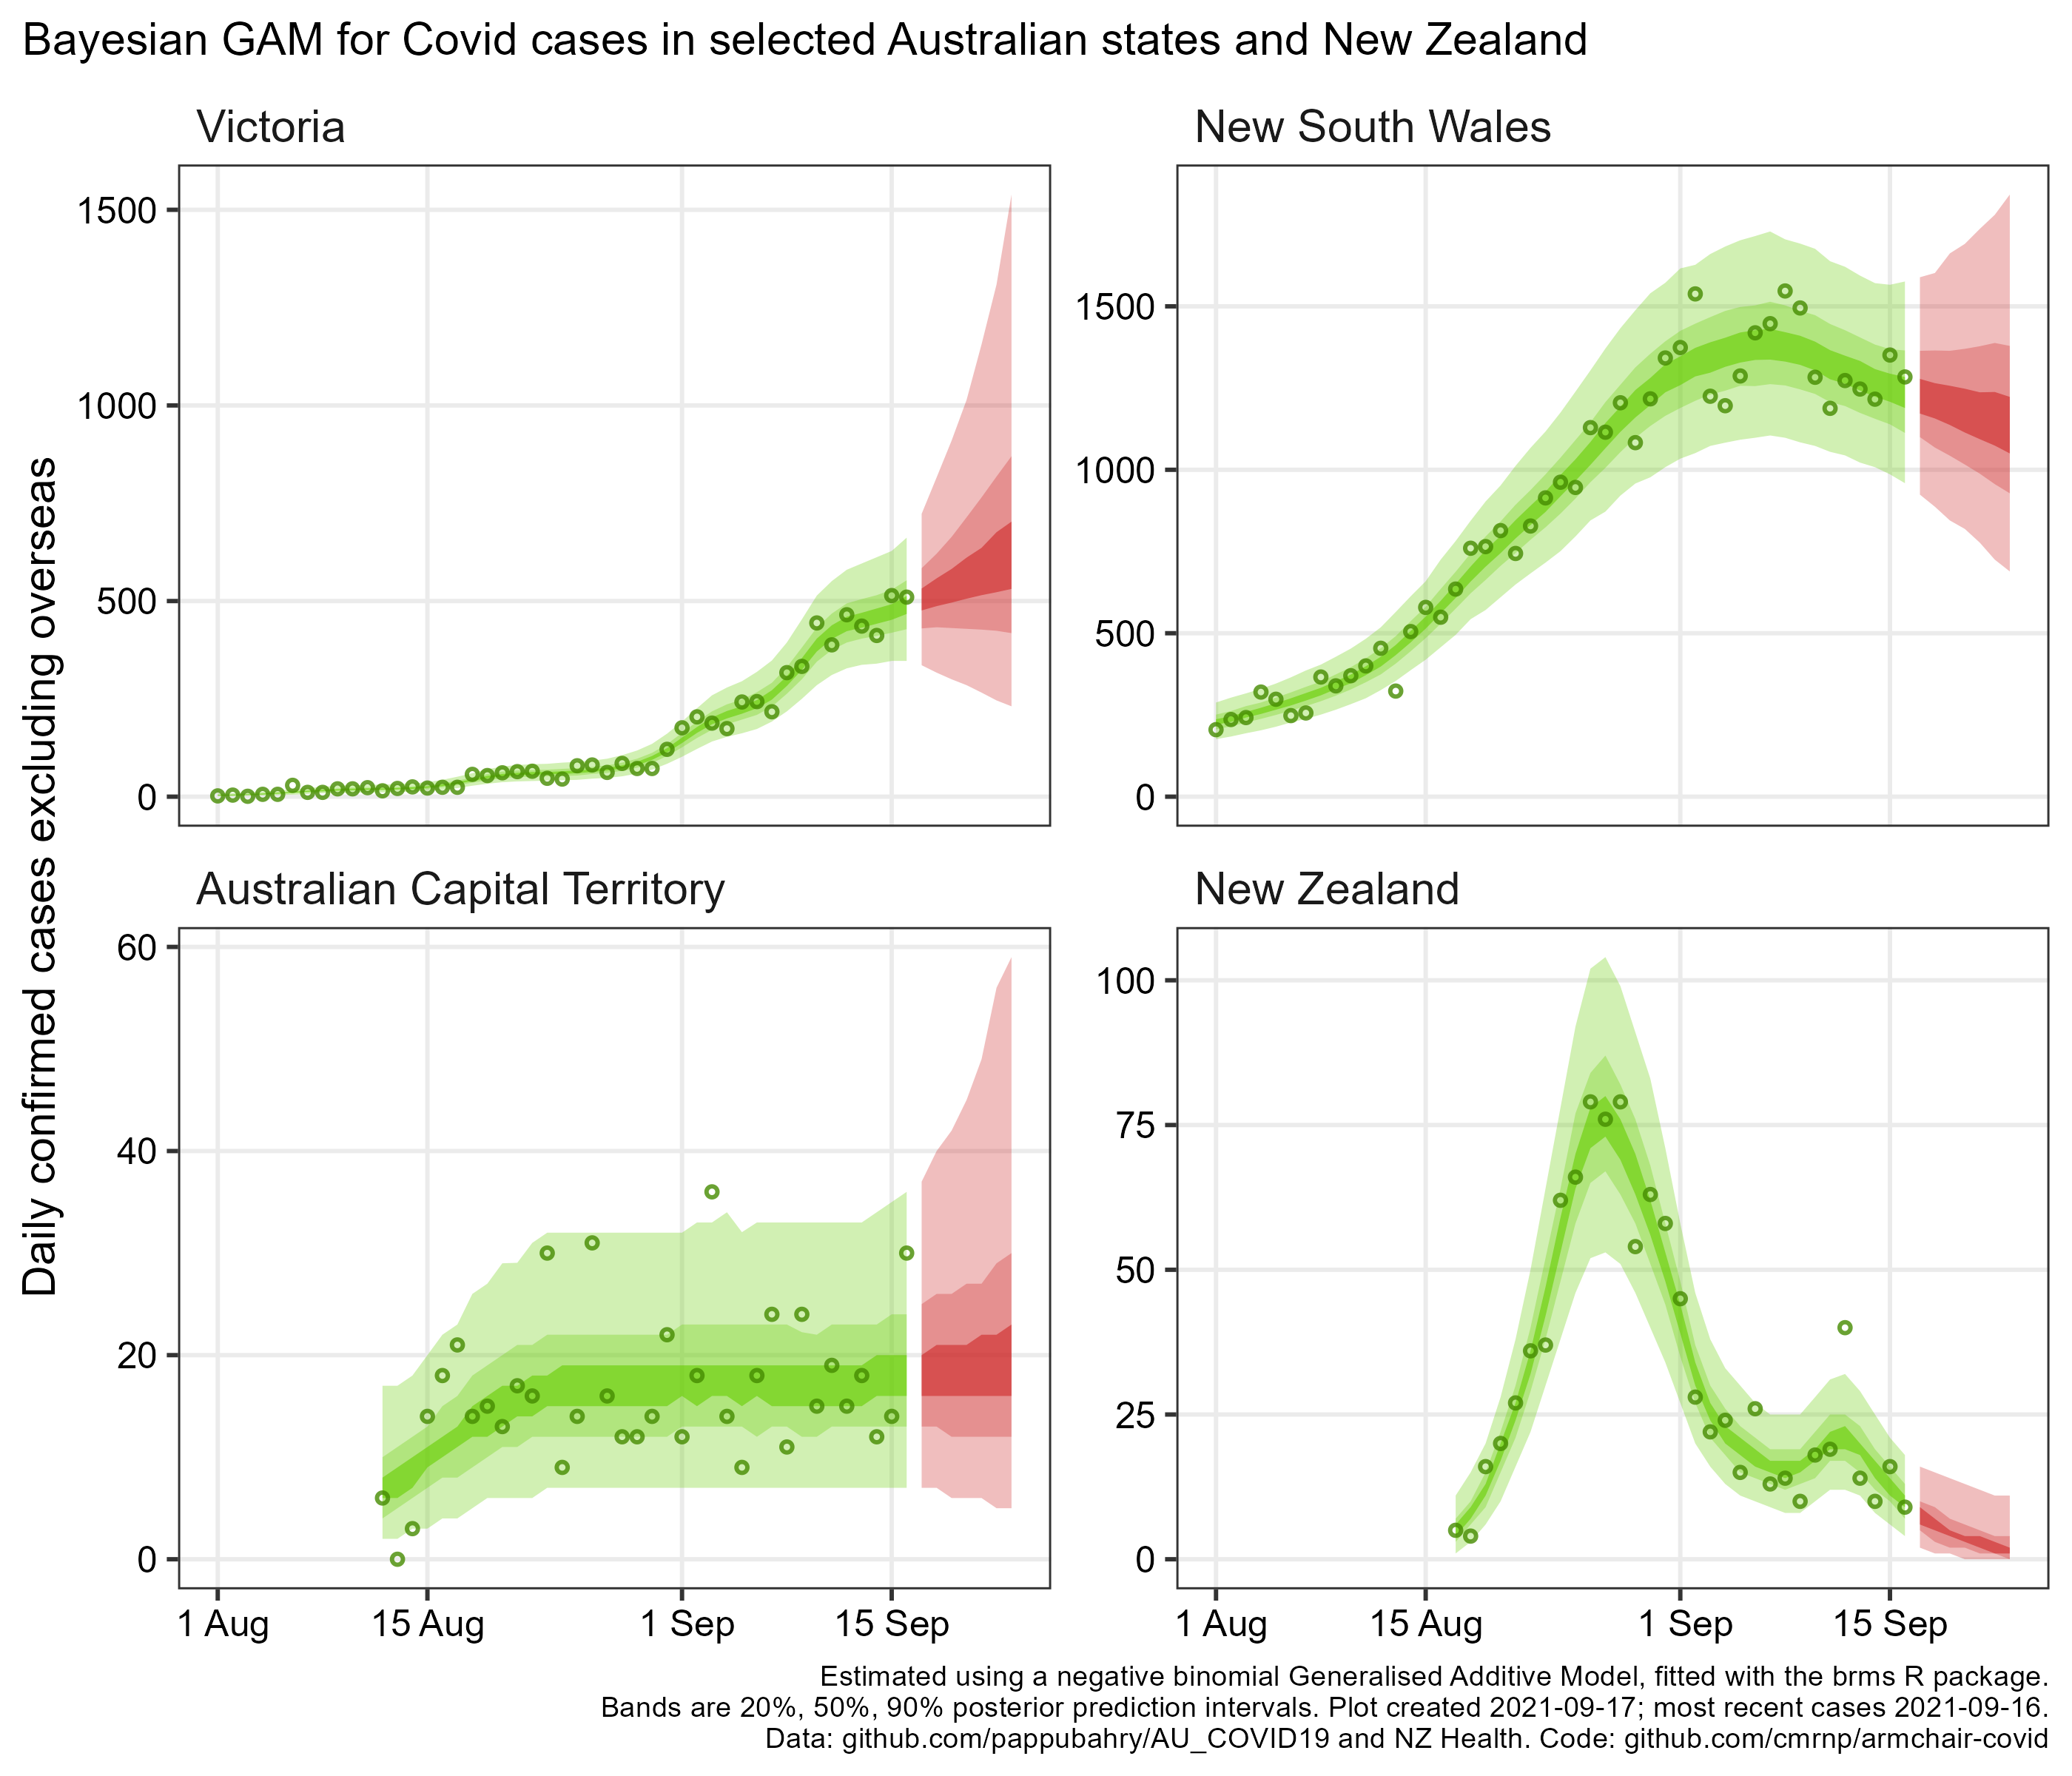 Bayesian GAM for Covid cases in selected Australian states and New Zealand
Daily confirmed cases excluding overseas
Victoria
1500
1000
500
0
New South Wales
1500
1000
500
0
Australian Capital Territory
60
40
20
0
1 Aug 15 Aug 1 Sep 15 Sep
New Zealand
100
75
50
25
0
1 Aug 15 Aug 1 Sep 15 Sep
Estimated using a negative binomial Generalised Additive Model, fitted with the brms R package.
Bands are 20%, 50%, 90% posterior prediction intervals. Plot created 2021-09-17; most recent cases 2021-09-16.
Data: github.com/pappubahry/AU_COVID19 and NZ Health. Code: github.com/cmrnp/armchair-covid